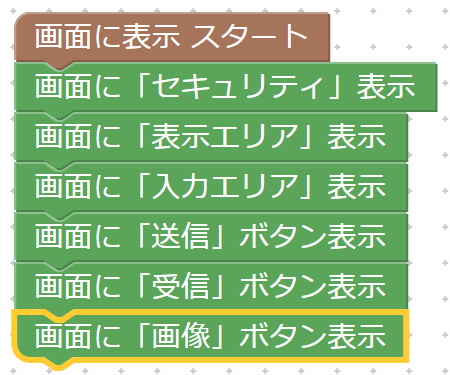 画面に表示 スタート
画面に「セキュリティ」表示
画面に「表示エリア」表示
画面に「入力エリア」表示
画面に「送信」ボタン表示
画面に「受信」ボタン表示
画面に「画像」ボタン表示